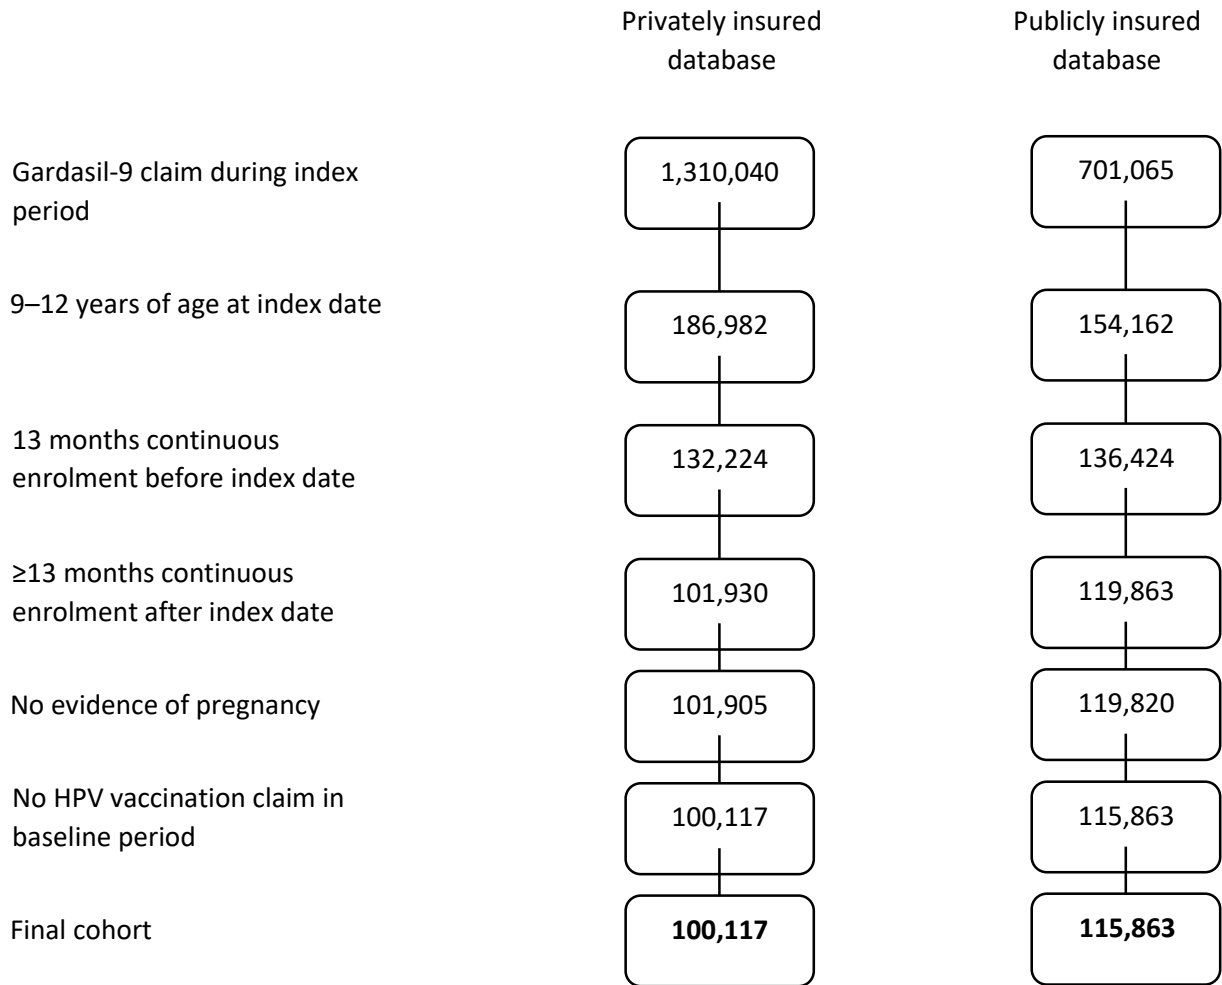 Privately insured
database
Publicly insured
database
Gardasil-9 claim during index
period
1,310,040
701,065
9–12 years of age at index date
186,982
154,162
13 months continuous
enrolment before index date
132,224
136,424
≥13 months continuous
enrolment after index date
101,930
119,863
No evidence of pregnancy
101,905
119,820
No HPV vaccination claim in
baseline period
100,117
115,863
Final cohort
100,117
115,863